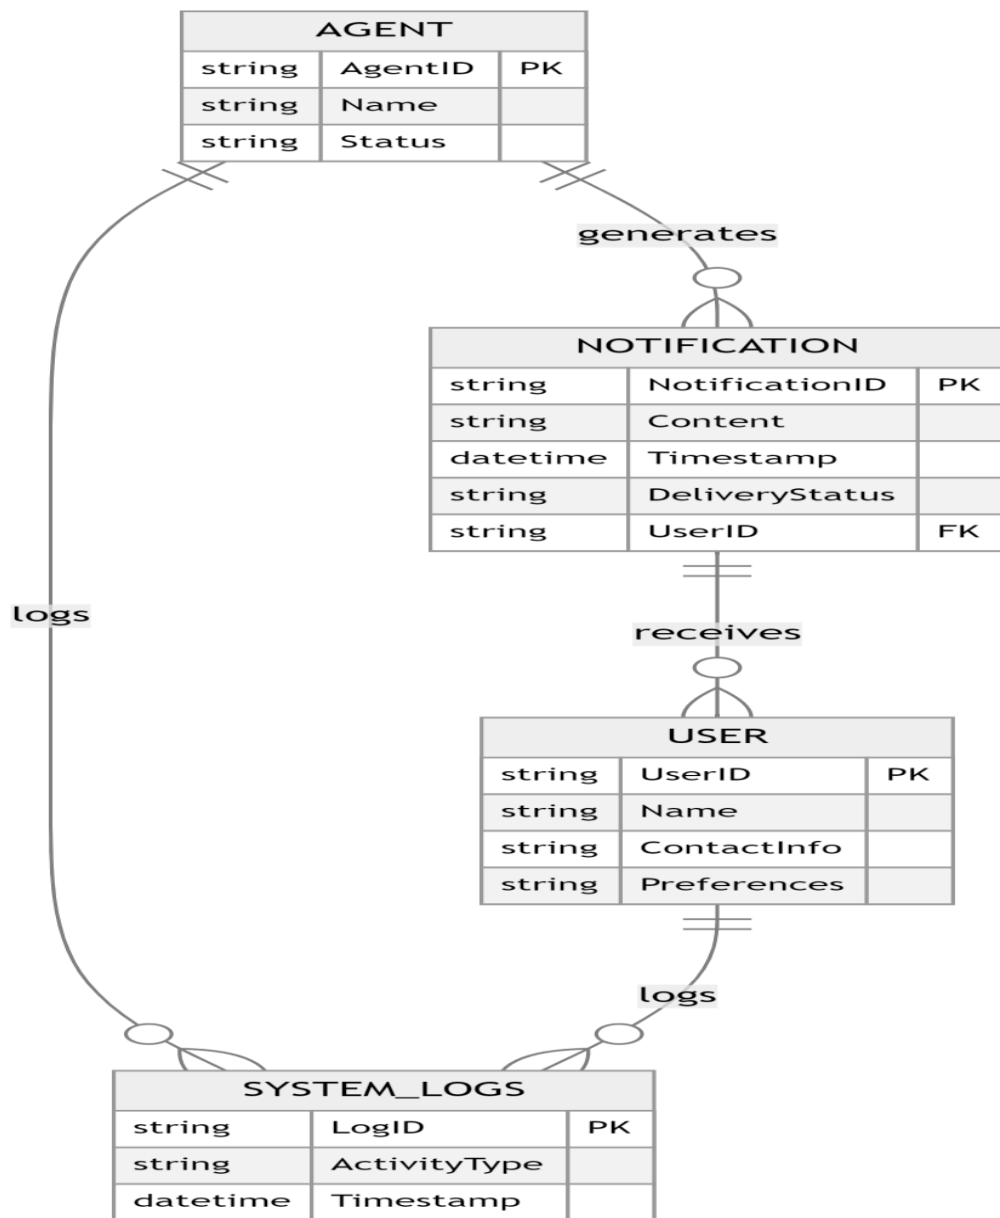 AGENT
string AgentID PK
string Name
string Status
generates
NOTIFICATION
string NotificationID PK
string Content
datetime Timestamp
string DeliveryStatus
string UserID FK
logs
receives
USER
string UserID PK
string Name
string ContactInfo
string Preferences
logs
SYSTEM_LOGS
string LogID PK
string ActivityType
datetime Timestamp